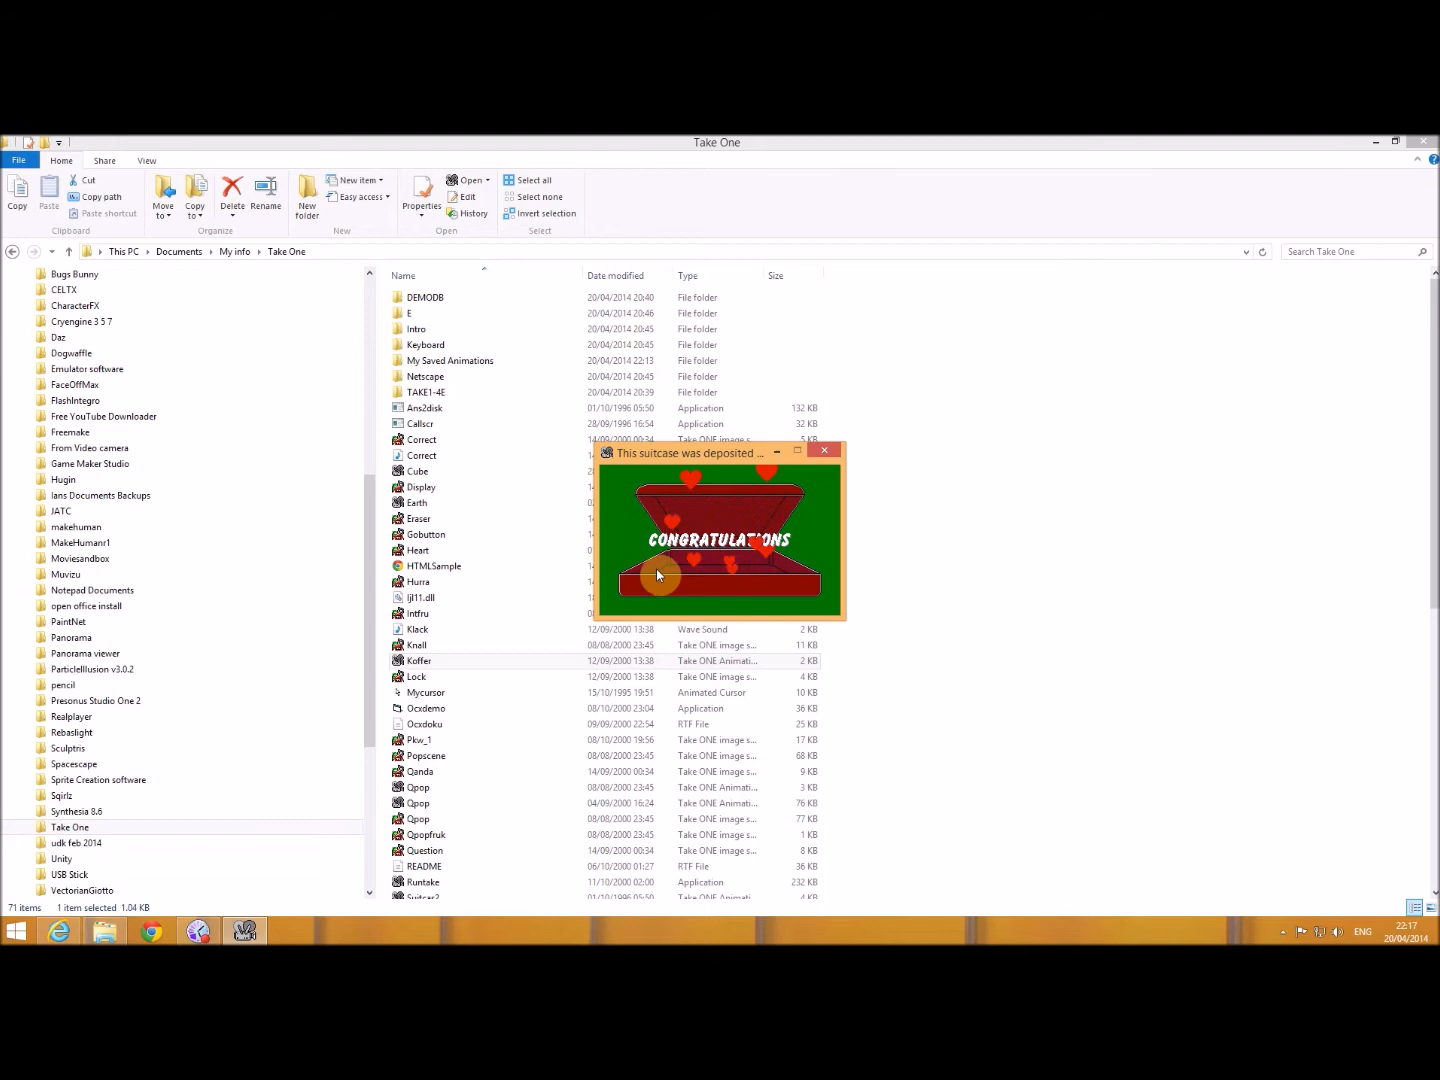 Take One
File Home Share View
Copy
Paste
Cut
Copy path
Paste shortcut
Clipboard
Move to
Copy to
Delete
Rename
Organize
New folder
New item
Easy access
New
Properties
Open
Edit
History
Open
Select all
Select none
Invert selection
Select
This PC Documents My info Take One
Search Take One
Bugs Bunny
CELTX
CharacterFX
Cryengine 3 5 7
Daz
Dogwaffle
Emulator software
FaceOffMax
FlashIntegro
Free YouTube Downloader
Freemake
From Video camera
Game Maker Studio
Hugin
Ians Documents Backups
JATC
makehuman
MakeHumanr1
Moviesandbox
Muvizu
Notepad Documents
open office install
PaintNet
Panorama
Panorama viewer
ParticleIllusion v3.0.2
pencil
Presonus Studio One 2
Realplayer
Rebaslight
Sculptris
Spacescape
Sprite Creation software
Sqirlz
Synthesia 8.6
Take One
udk feb 2014
Unity
USB Stick
VectorianGiotto
Name Date modified Type Size
DEMODB 20/04/2014 20:40 File folder
E 20/04/2014 20:46 File folder
Intro 20/04/2014 20:45 File folder
Keyboard 20/04/2014 20:45 File folder
My Saved Animations 20/04/2014 22:13 File folder
Netscape 20/04/2014 20:45 File folder
TAKE1-4E 20/04/2014 20:39 File folder
Ans2disk 01/10/1996 05:50 Application 132 KB
Callscr 28/09/1996 16:54 Application 32 KB
Correct 14/09/2000 00:34 Take ONE image s... 5 KB
Correct
Cube
Display
Earth
Eraser
Gobutton
Heart
HTMLSample
Hurra
Ijl11.dll
Intfru
Klack 12/09/2000 13:38 Wave Sound 2 KB
Knall 08/08/2000 23:45 Take ONE image s... 11 KB
Koffer 12/09/2000 13:38 Take ONE Animati... 2 KB
Lock 12/09/2000 13:38 Take ONE image s... 4 KB
Mycursor 15/10/1995 19:51 Animated Cursor 10 KB
Ocxdemo 08/10/2000 23:04 Application 36 KB
Ocxdoku 09/09/2000 22:54 RTF File 25 KB
Pkw_1 08/10/2000 19:56 Take ONE image s... 17 KB
Popscene 08/08/2000 23:45 Take ONE image s... 68 KB
Qanda 14/09/2000 00:34 Take ONE image s... 9 KB
Qpop 08/08/2000 23:45 Take ONE Animati... 3 KB
Qpop 04/09/2000 16:24 Take ONE Animati... 76 KB
Qpop 08/08/2000 23:45 Take ONE image s... 77 KB
Qpopfruk 08/08/2000 23:45 Take ONE image s... 1 KB
Question 14/09/2000 00:34 Take ONE image s... 8 KB
README 06/10/2000 01:27 RTF File 36 KB
Runtake 11/10/2000 02:00 Application 232 KB
Suitcar2 01/10/1996 05:50 Take ONE Animati... 4 KB
This suitcase was deposited ...
CONGRATULATIONS
71 items 1 item selected 1.04 KB
ENG
22:17
20/04/2014